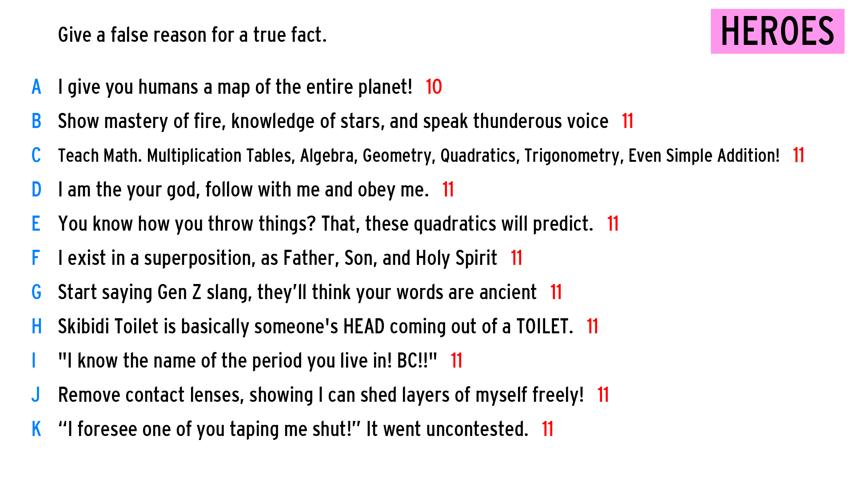 Give a false reason for a true fact.
HEROES
A I give you humans a map of the entire planet! 10
B Show mastery of fire, knowledge of stars, and speak thunderous voice 11
C Teach Math. Multiplication Tables, Algebra, Geometry, Quadratics, Trigonometry, Even Simple Addition! 11
D I am the your god, follow with me and obey me. 11
E You know how you throw things? That, these quadratics will predict. 11
F I exist in a superposition, as Father, Son, and Holy Spirit 11
G Start saying Gen Z slang, they'll think your words are ancient 11
H Skibidi Toilet is basically someone's HEAD coming out of a TOILET. 11
I "I know the name of the period you live in! BC!!" 11
J Remove contact lenses, showing I can shed layers of myself freely! 11
K “I foresee one of you taping me shut!” It went uncontested. 11